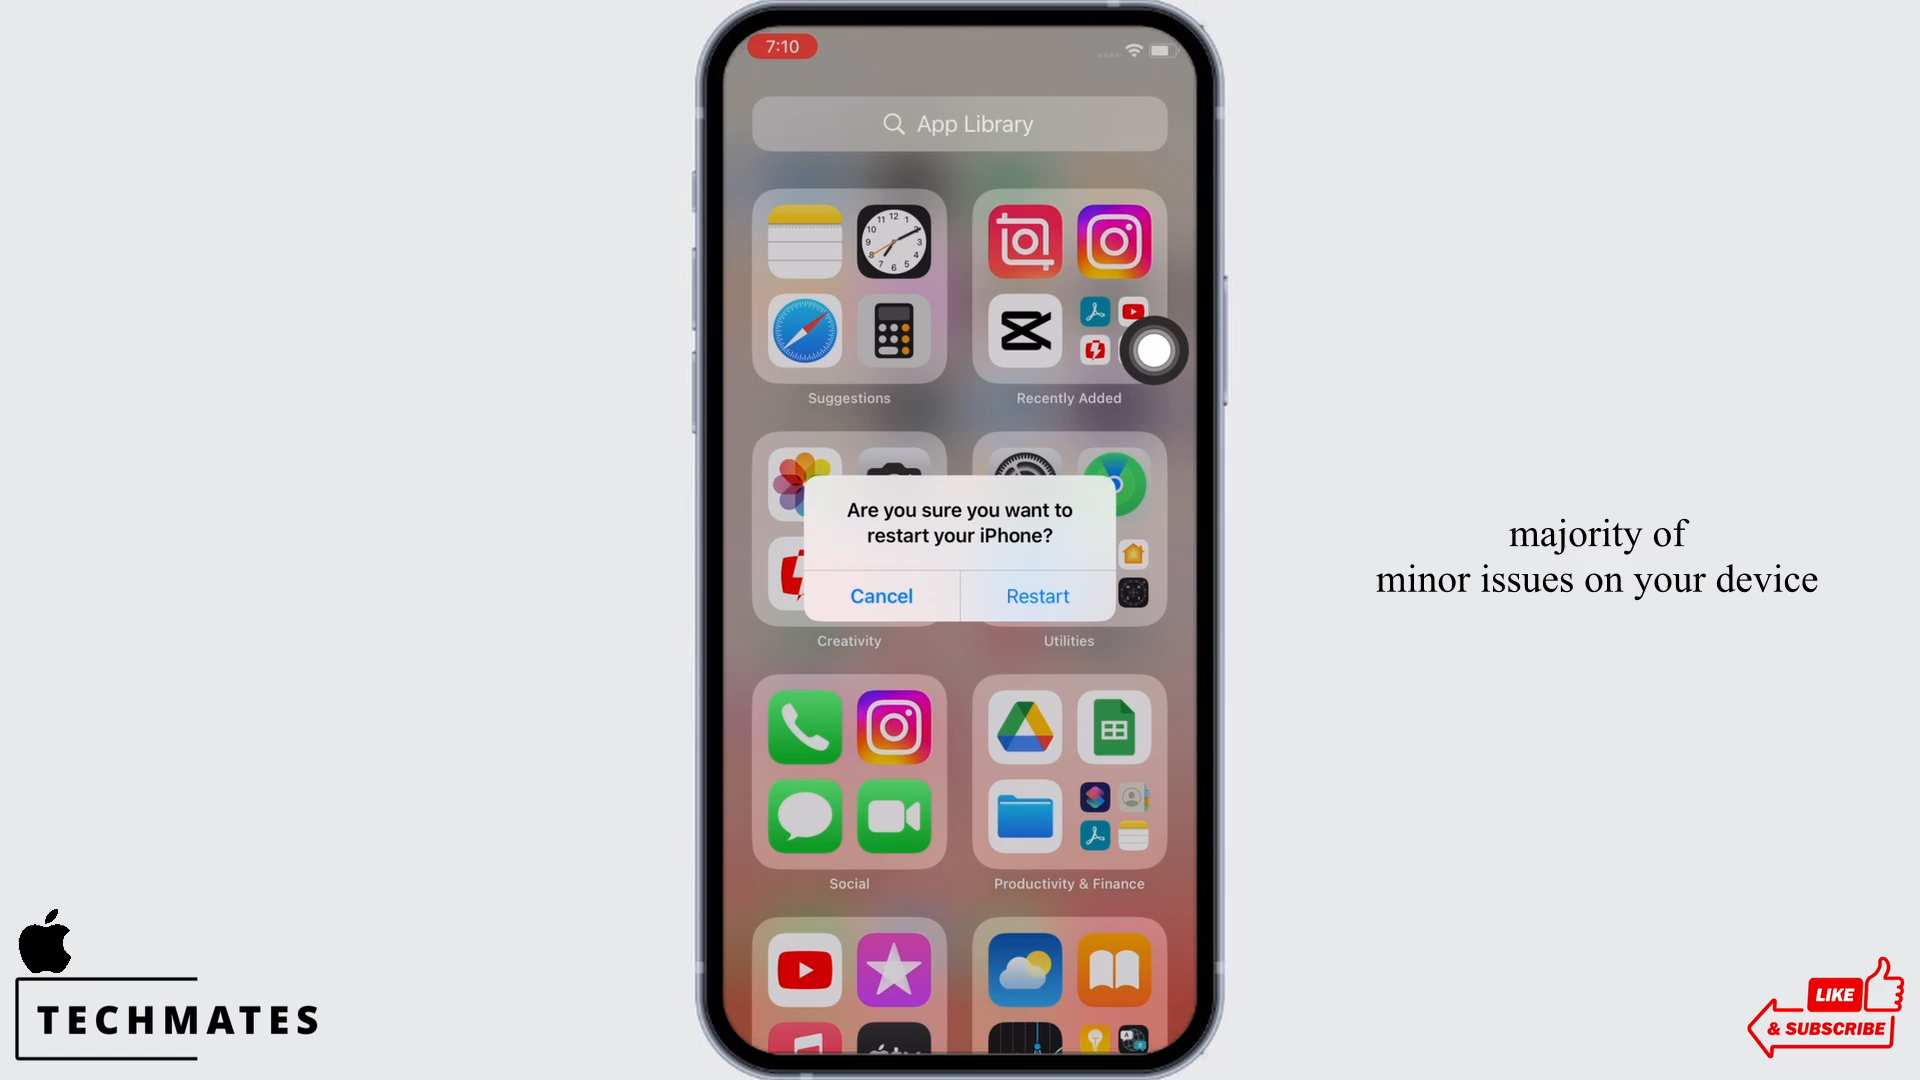 7:10
App Library
Suggestions
Recently Added
Are you sure you want to
restart your iPhone?
Cancel
Restart
Creativity
Utilities
Social
Productivity & Finance
majority of
minor issues on your device
TECHMATES
LIKE
& SUBSCRIBE